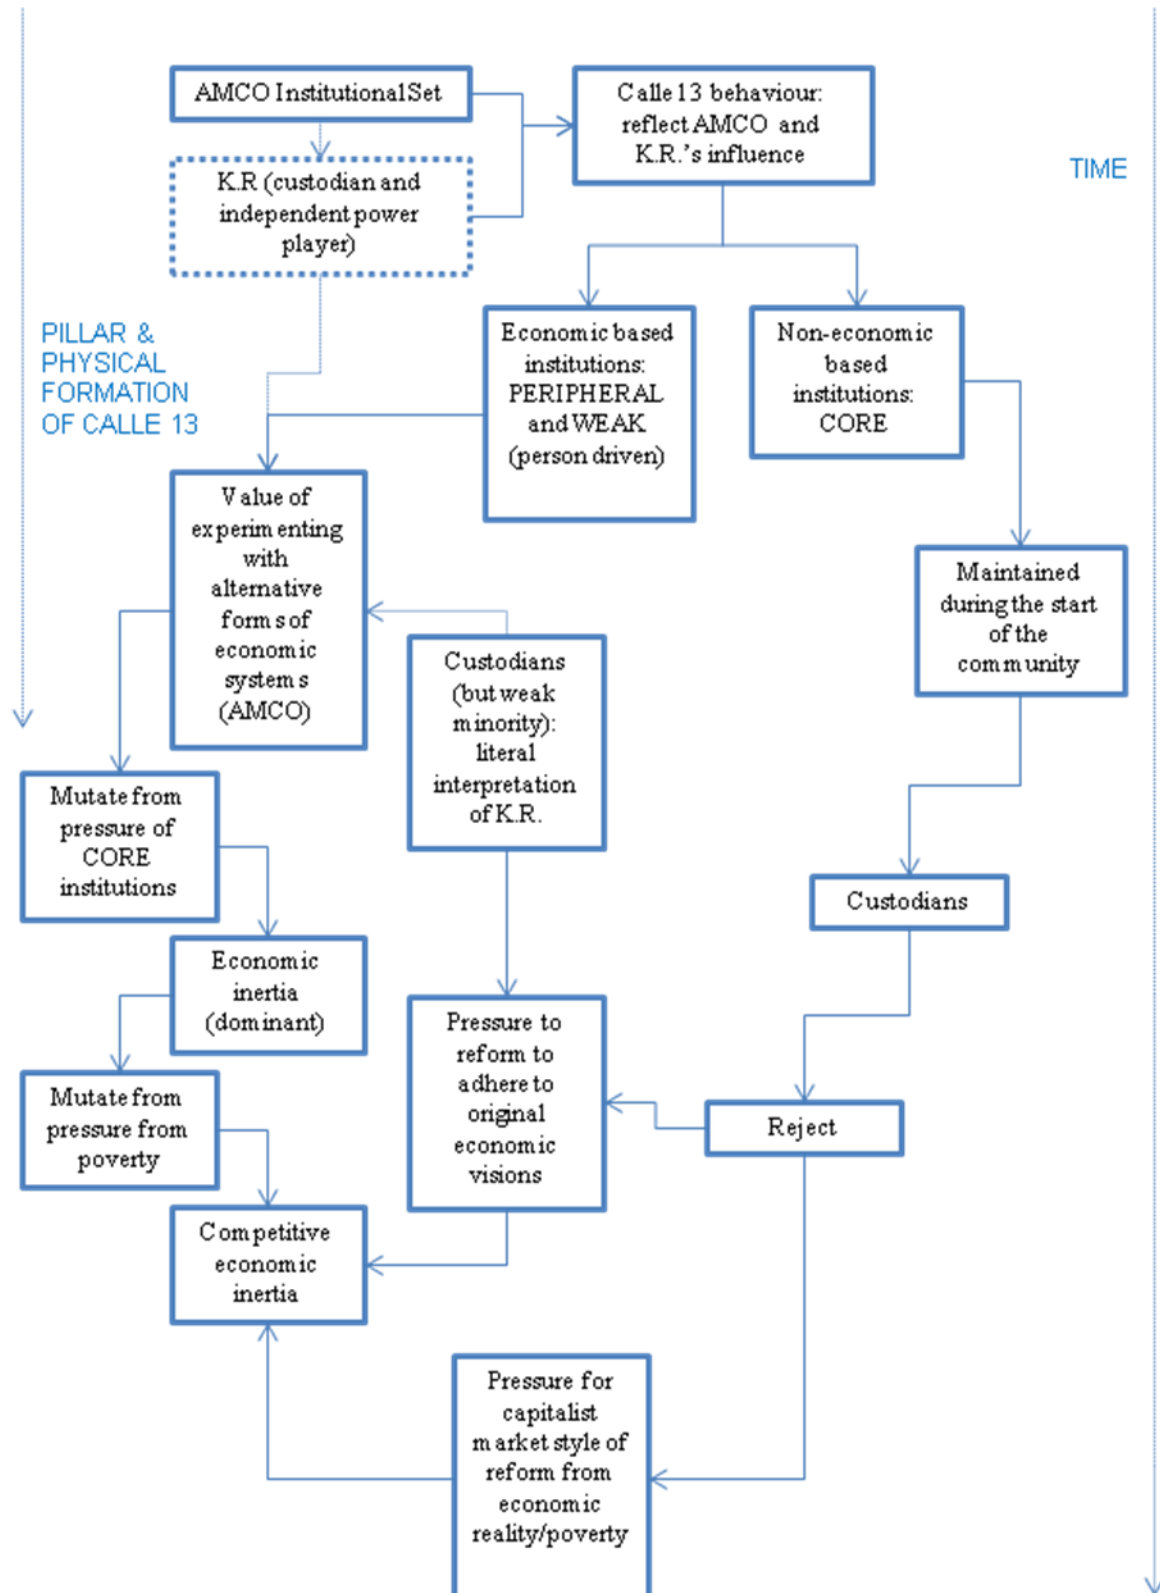 AMCO Institutional Set
Calle 13 behaviour:
reflect AMCO and
K.R.'s influence
TIME
K.R (custodian and
independent power
player)
PILLAR &
PHYSICAL
FORMATION
OF CALLE 13
Economic based
institutions:
PERIPHERAL
and WEAK
(person driven)
Non-economic
based
institutions:
CORE
Value of
experimenting
with
alternative
forms of
economic
systems
(AMCO)
Maintained
during the start
of the
community
Custodians
(but weak
minority):
literal
interpretation
of K.R.
Mutate from
pressure of
CORE
institutions
Custodians
Economic
inertia
(dominant)
Pressure to
reform to
adhere to
original
economic
visions
Mutate from
pressure from
poverty
Reject
Competitive
economic
inertia
Pressure for
capitalist
market style of
reform from
economic
reality/poverty